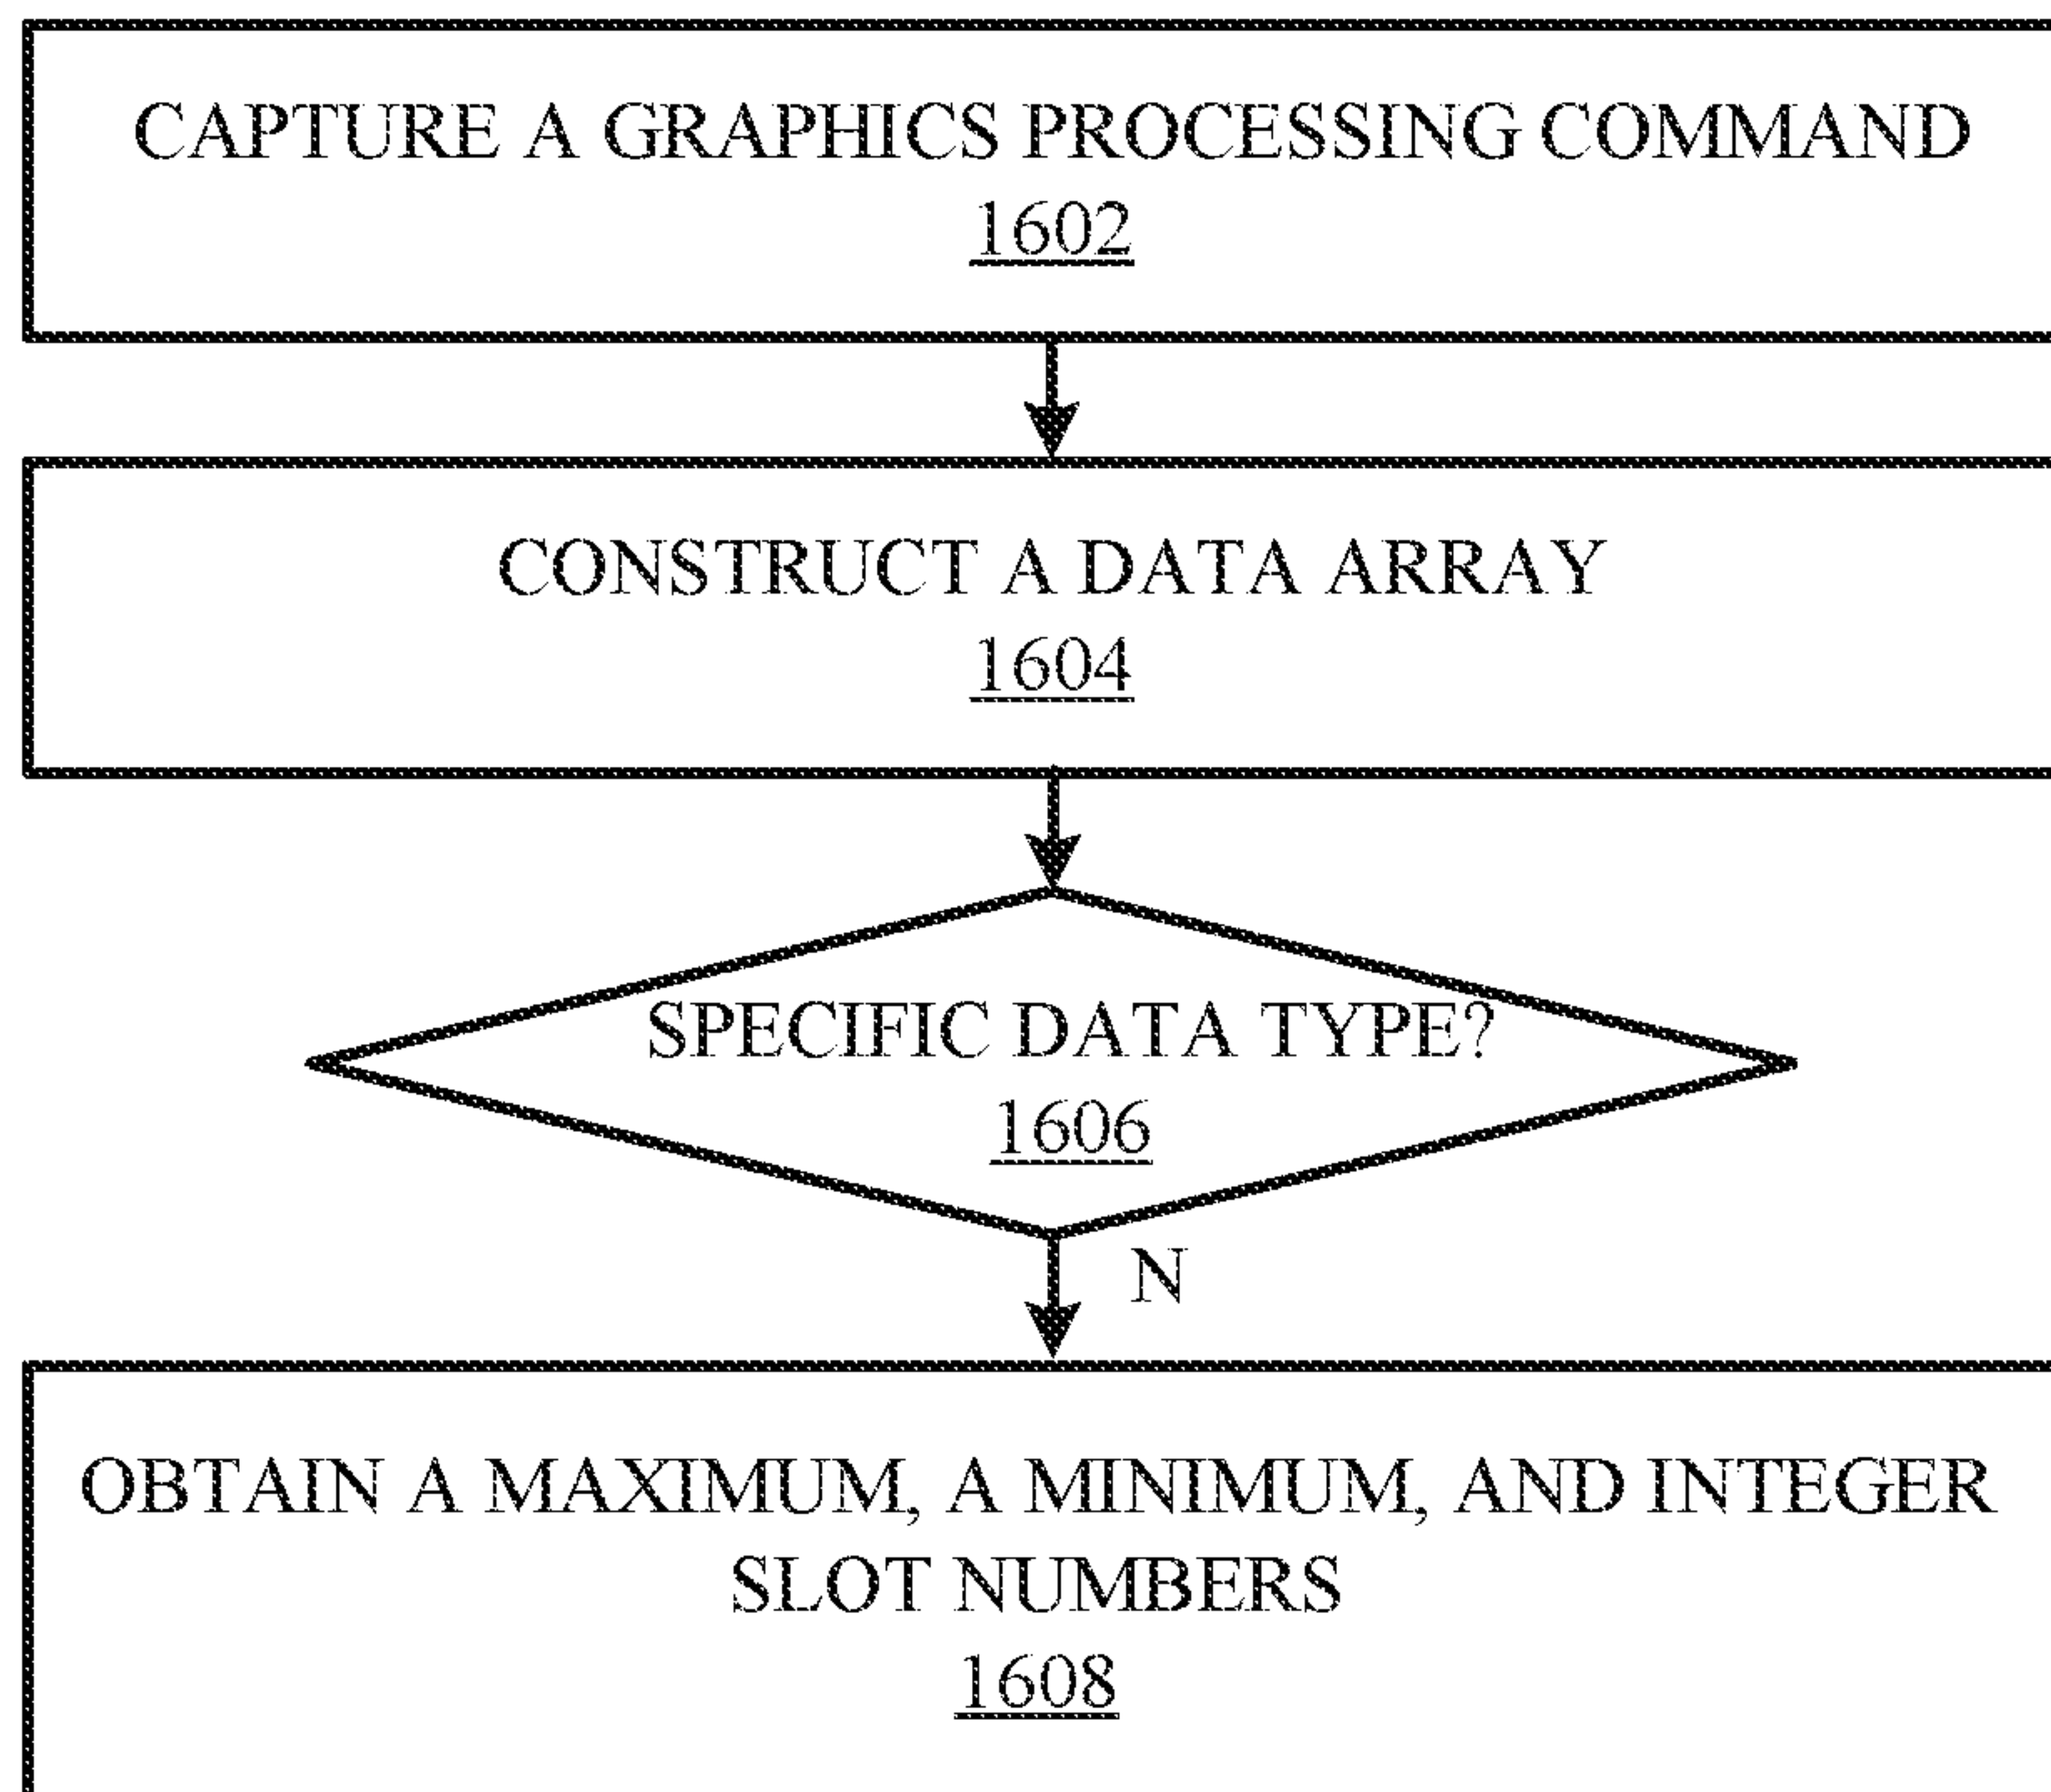 CAPTURE A GRAPHICS PROCESSING COMMAND
1602
CONSTRUCT A DATA ARRAY
1604
SPECIFIC DATA TYPE?
1606
N
OBTAIN A MAXIMUM, A MINIMUM, AND INTEGER
SLOT NUMBERS
1608